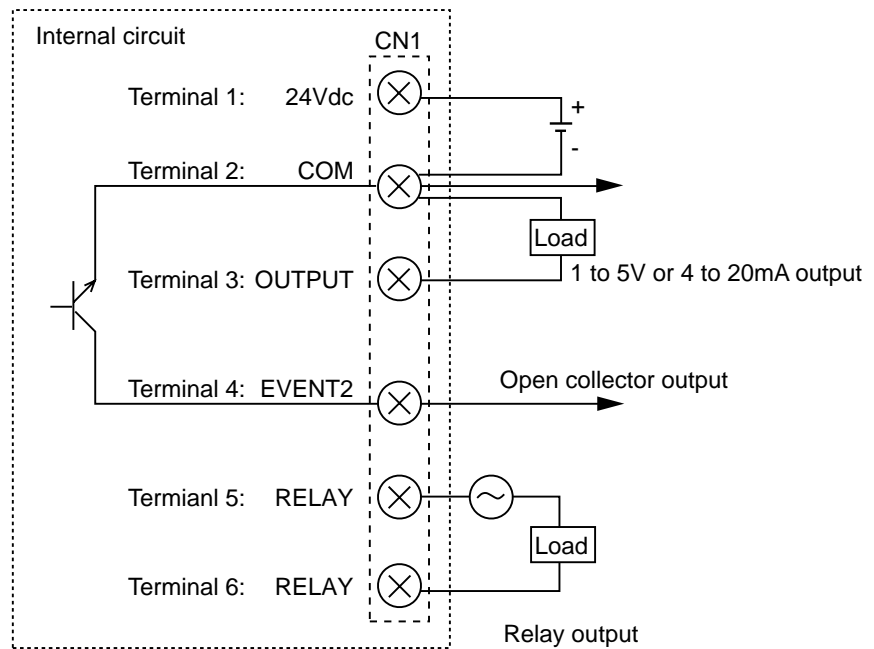 Internal circuit
CN1
Terminal 1: 24Vdc
+
-
Terminal 2: COM
Load
Terminal 3: OUTPUT
1 to 5V or 4 to 20mA output
Terminal 4: EVENT2
Open collector output
Termianl 5: RELAY
Load
Terminal 6: RELAY
Relay output